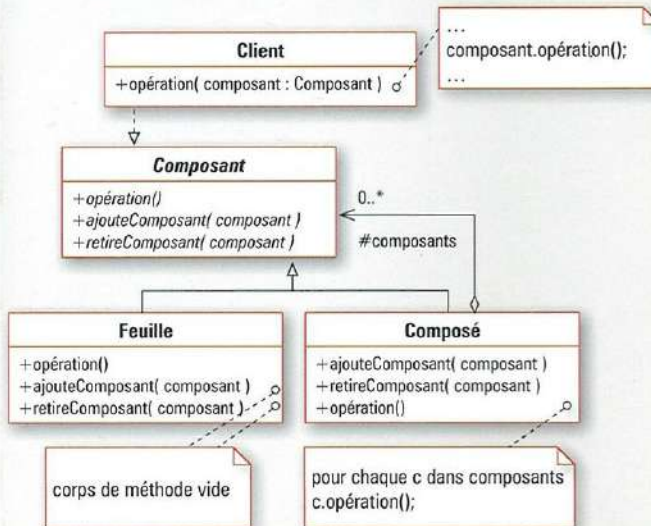 Client
+opération( composant : Composant )
...
composant.opération();
...
Composant
+opération()
+ajouteComposant( composant )
+retireComposant( composant )
0..*
#composants
Feuille
+opération()
+ajouteComposant( composant )
+retireComposant( composant )
Composé
+ajouteComposant( composant )
+retireComposant( composant )
+opération()
corps de méthode vide
pour chaque c dans composants
c.opération();